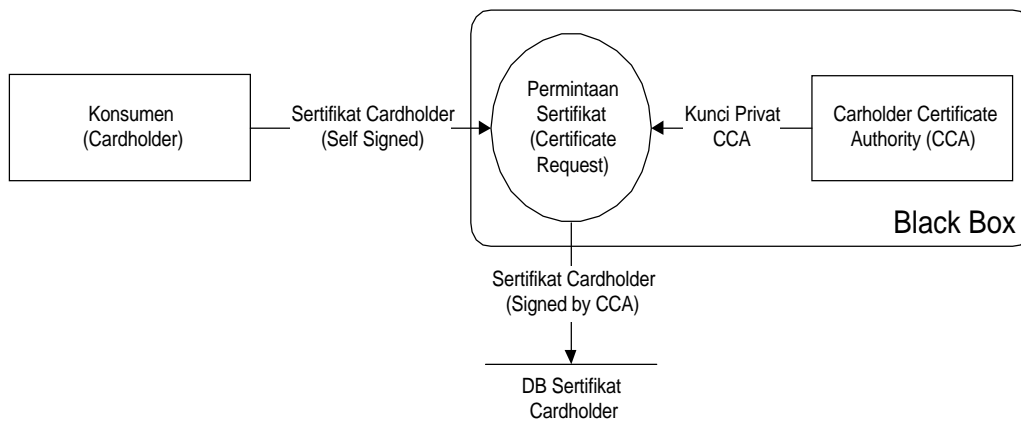 Konsumen
(Cardholder)
Sertifikat Cardholder
(Self Signed)
Permintaan
Sertifikat
(Certificate
Request)
Kunci Privat
CCA
Carholder Certificate
Authority (CCA)
Black Box
Sertifikat Cardholder
(Signed by CCA)
DB Sertifikat
Cardholder